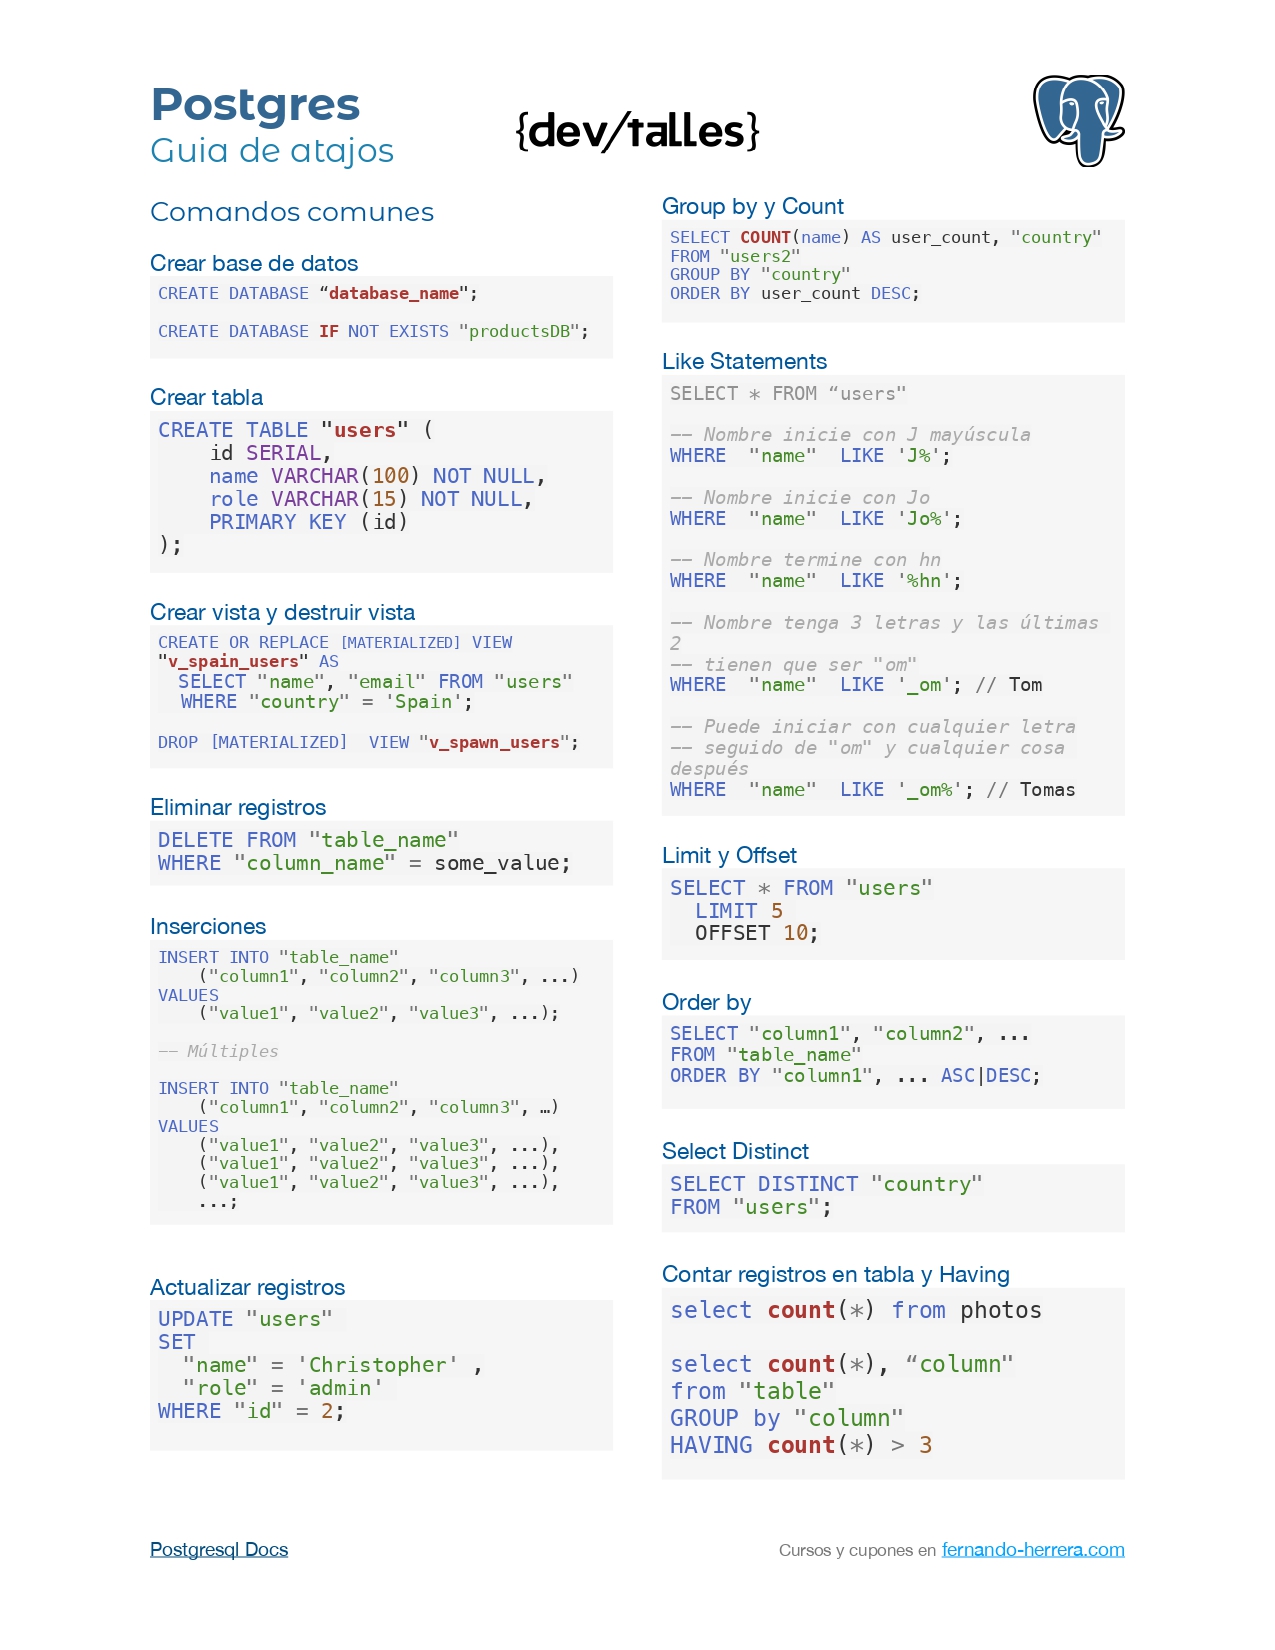 Postgres
Guia de atajos
{dev/talles}
Comandos comunes
Crear base de datos
CREATE DATABASE “database_name";
CREATE DATABASE IF NOT EXISTS "productsDB";
Crear tabla
CREATE TABLE "users" (
    id SERIAL,
    name VARCHAR(100) NOT NULL,
    role VARCHAR(15) NOT NULL,
    PRIMARY KEY (id)
);
Crear vista y destruir vista
CREATE OR REPLACE [MATERIALIZED] VIEW
"v_spain_users" AS
  SELECT "name", "email" FROM "users"
  WHERE "country" = 'Spain';
DROP [MATERIALIZED]  VIEW "v_spawn_users";
Eliminar registros
DELETE FROM "table_name"
WHERE "column_name" = some_value;
Inserciones
INSERT INTO "table_name"
    ("column1", "column2", "column3", ...)
VALUES
    ("value1", "value2", "value3", ...);
-- Múltiples
INSERT INTO "table_name"
    ("column1", "column2", "column3", …)
VALUES
    ("value1", "value2", "value3", ...),
    ("value1", "value2", "value3", ...),
    ("value1", "value2", "value3", ...),
    ...;
Actualizar registros
UPDATE "users"
SET
  "name" = 'Christopher' ,
  "role" = 'admin'
WHERE "id" = 2;
Group by y Count
SELECT COUNT(name) AS user_count, "country"
FROM "users2"
GROUP BY "country"
ORDER BY user_count DESC;
Like Statements
SELECT * FROM “users"
-- Nombre inicie con J mayúscula
WHERE  "name"  LIKE 'J%';
-- Nombre inicie con Jo
WHERE  "name"  LIKE 'Jo%';
-- Nombre termine con hn
WHERE  "name"  LIKE '%hn';
-- Nombre tenga 3 letras y las últimas
2
-- tienen que ser "om"
WHERE  "name"  LIKE '_om'; // Tom
-- Puede iniciar con cualquier letra
-- seguido de "om" y cualquier cosa
después
WHERE  "name"  LIKE '_om%'; // Tomas
Limit y Offset
SELECT * FROM "users"
  LIMIT 5
  OFFSET 10;
Order by
SELECT "column1", "column2", ...
FROM "table_name"
ORDER BY "column1", ... ASC|DESC;
Select Distinct
SELECT DISTINCT "country"
FROM "users";
Contar registros en tabla y Having
select count(*) from photos
select count(*), “column"
from "table"
GROUP by "column"
HAVING count(*) > 3
Postgresql Docs
Cursos y cupones en fernando-herrera.com